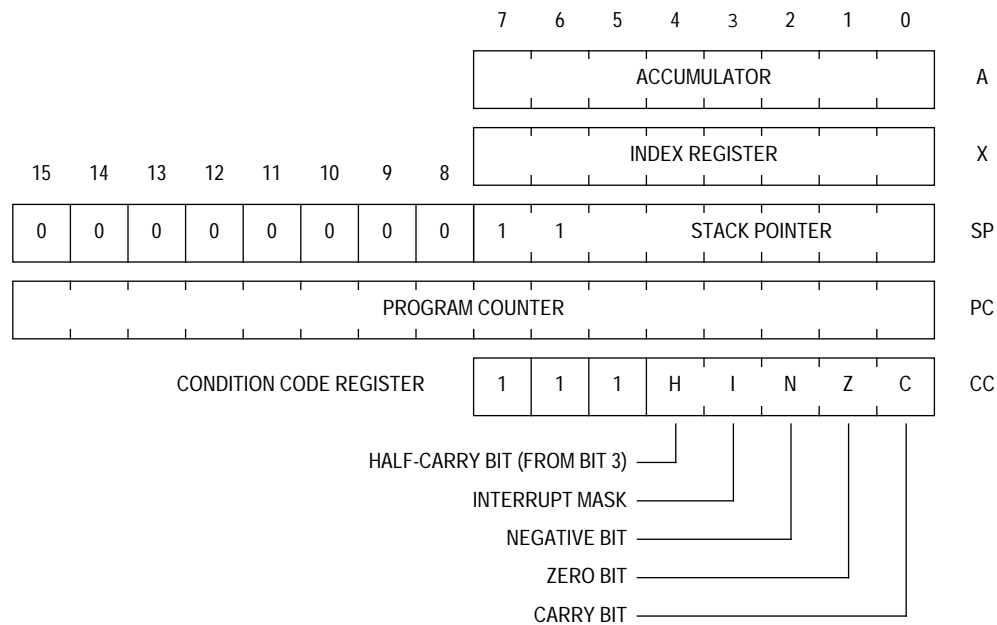 7 6 5 4 3 2 1 0
ACCUMULATOR A
INDEX REGISTER X
15 14 13 12 11 10 9 8
0 0 0 0 0 0 0 0 1 1 STACK POINTER SP
PROGRAM COUNTER PC
CONDITION CODE REGISTER 1 1 1 H I N Z C CC
HALF-CARRY BIT (FROM BIT 3)
INTERRUPT MASK
NEGATIVE BIT
ZERO BIT
CARRY BIT